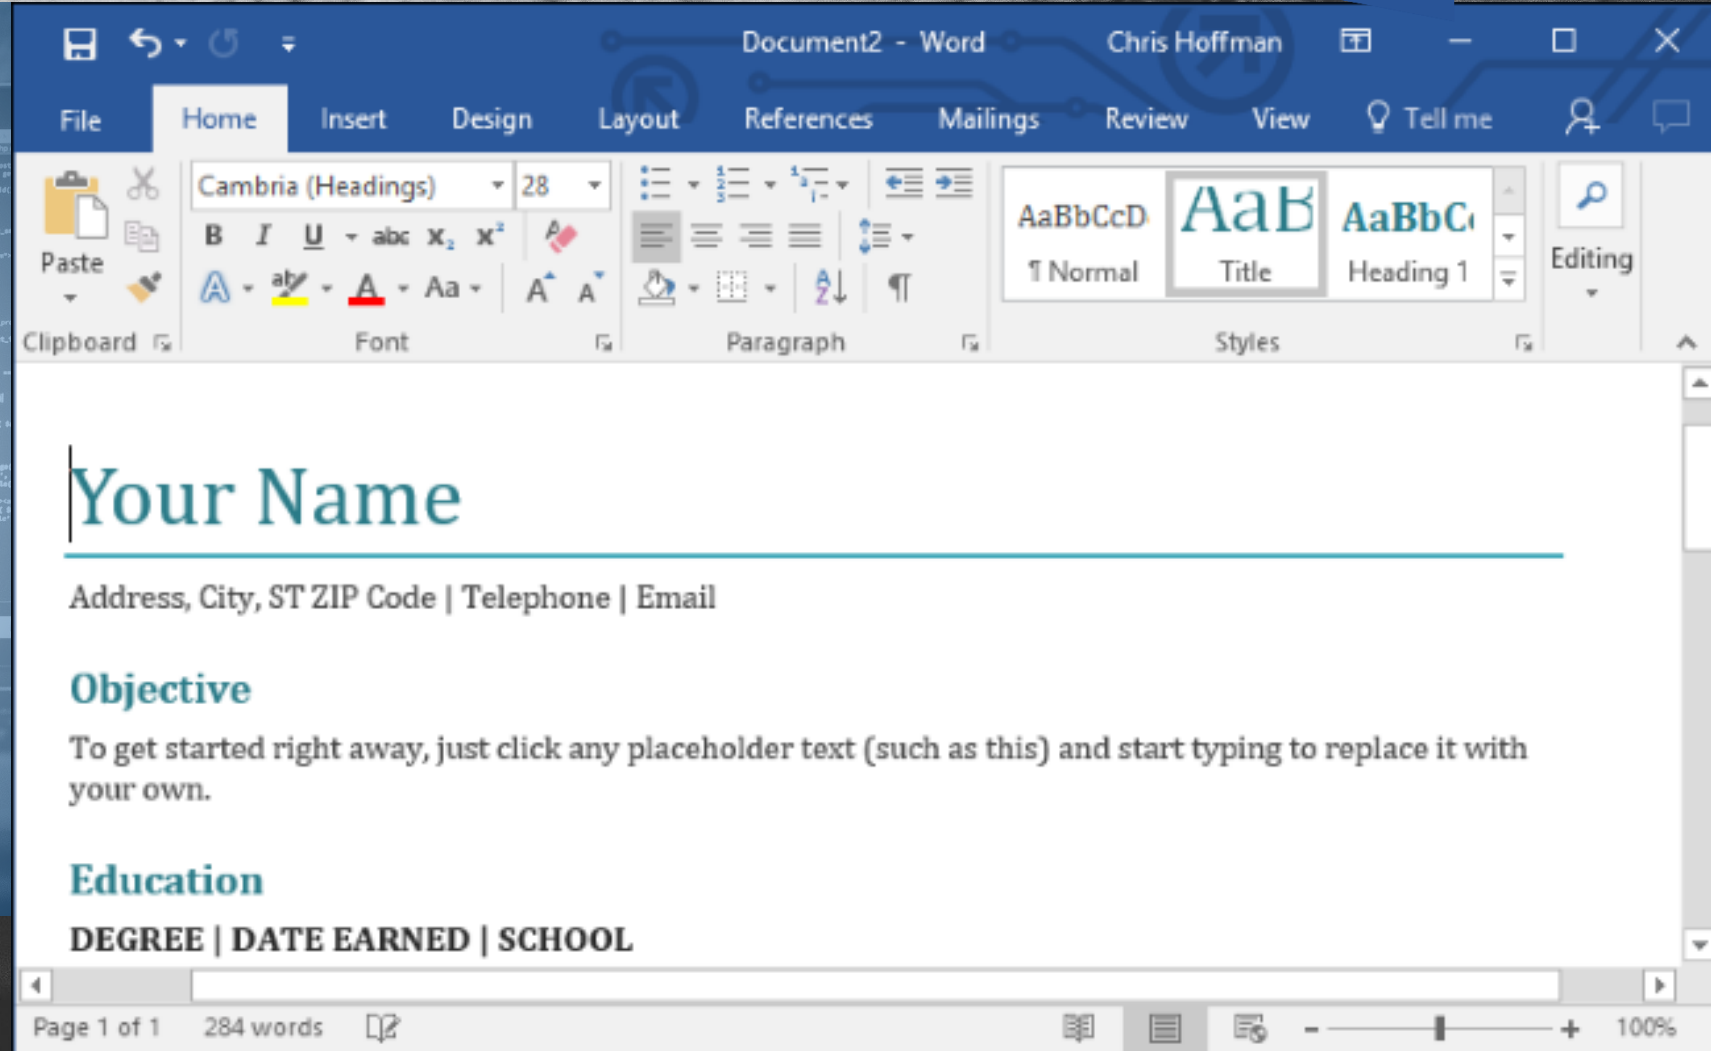 Document2 - Word
Chris Hoffman
File Home Insert Design Layout References Mailings Review View Tell me
Paste
Cambria (Headings) 28
B I U abc X₂ X²
A aby A Aa A A
A Z ¶
AaBbCcD AaB AaBbC
¶ Normal Title Heading 1
Editing
Clipboard Font Paragraph Styles
Your Name
Address, City, ST ZIP Code | Telephone | Email
Objective
To get started right away, just click any placeholder text (such as this) and start typing to replace it with
your own.
Education
DEGREE | DATE EARNED | SCHOOL
Page 1 of 1 284 words 100%